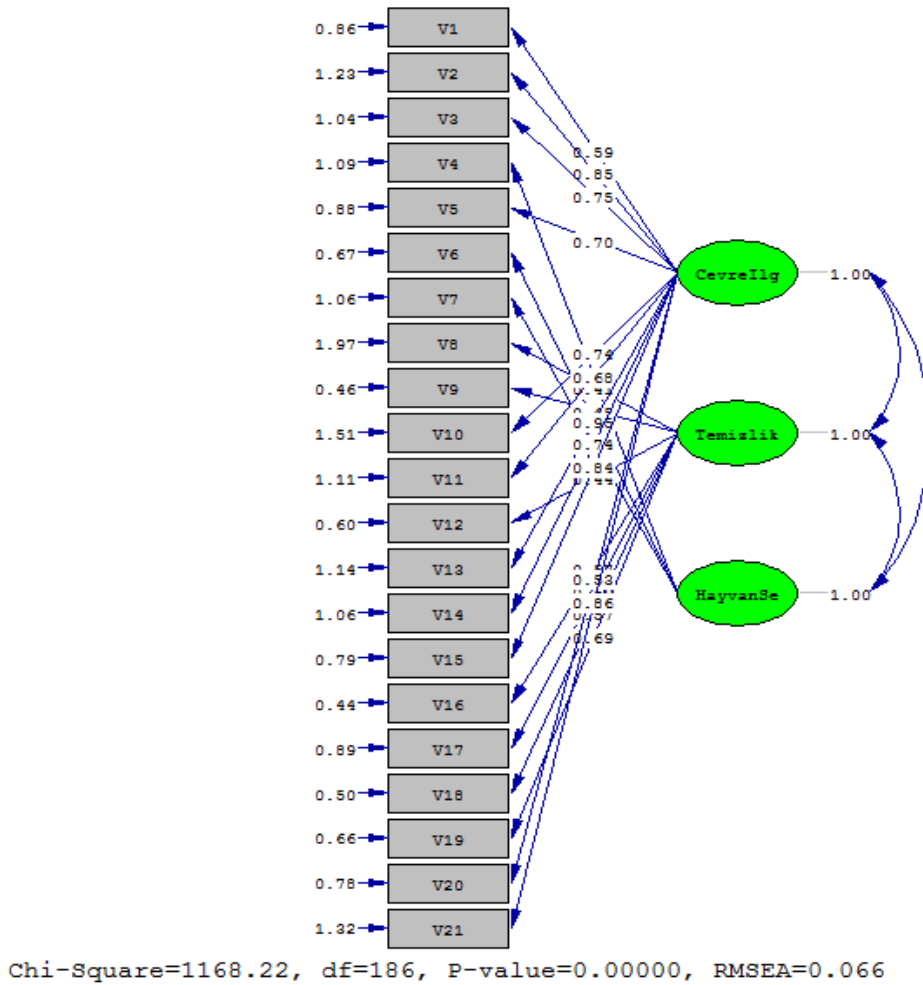 0.86 V1
1.23 V2
1.04 V3
1.09 V4
0.88 V5
0.67 V6
1.06 V7
1.97 V8
0.46 V9
1.51 V10
1.11 V11
0.60 V12
1.14 V13
1.06 V14
0.79 V15
0.44 V16
0.89 V17
0.50 V18
0.66 V19
0.78 V20
1.32 V21
0.59
0.85
0.75
0.70
0.74
0.68
0.74
0.84
0.86
0.69
CevreIlg 1.00
Temizlik 1.00
HayvanSe 1.00
Chi-Square=1168.22, df=186, P-value=0.00000, RMSEA=0.066